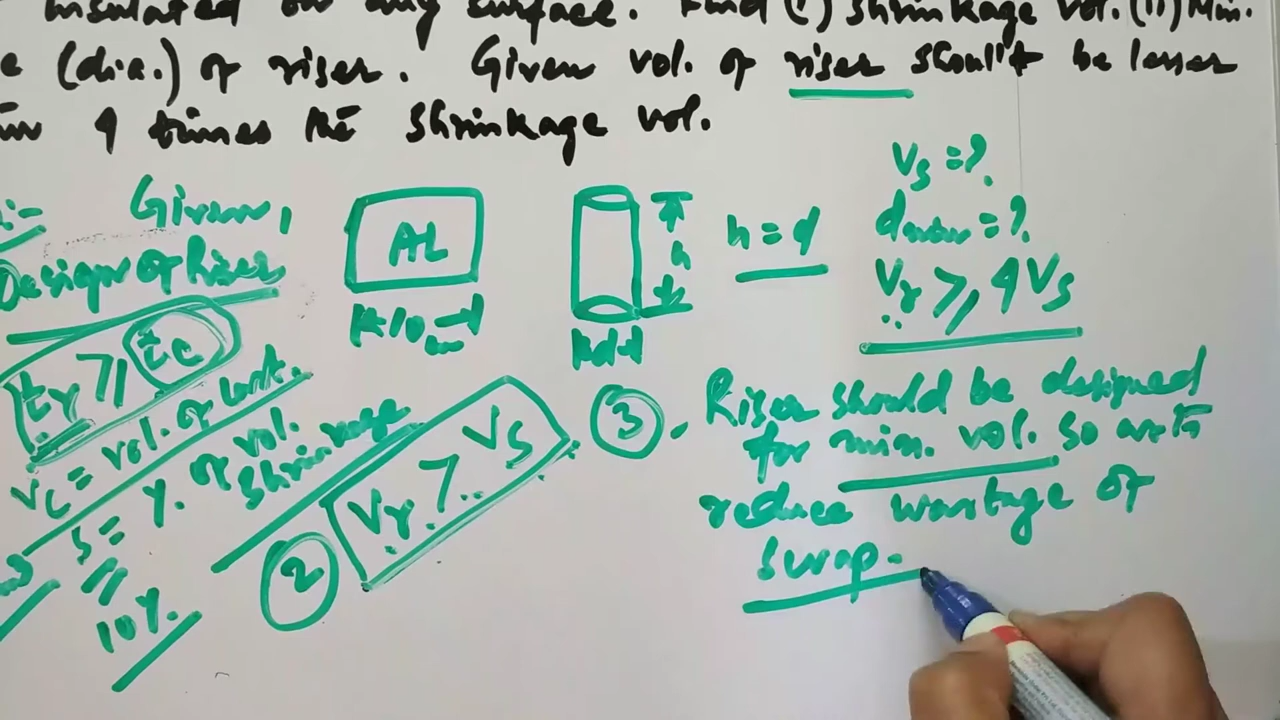 insulated on any surface. Find (i) shrinkage vol. (ii) Min.
e (dia.) of riser. Given vol. of riser should't be lesser
4 times the shrinkage vol.
:- Given,
Design of Riser
AL
h
h = d
Vs = ?.
= ?.
Vr ⩾ 4Vs
tr ⩾ tc
Vc = vol. of cast.
s = % of vol. shrinkage
= 10%.
② Vr > Vs
③. Riser should be designed
for min. vol. so as to
reduce wastage of
scrap.